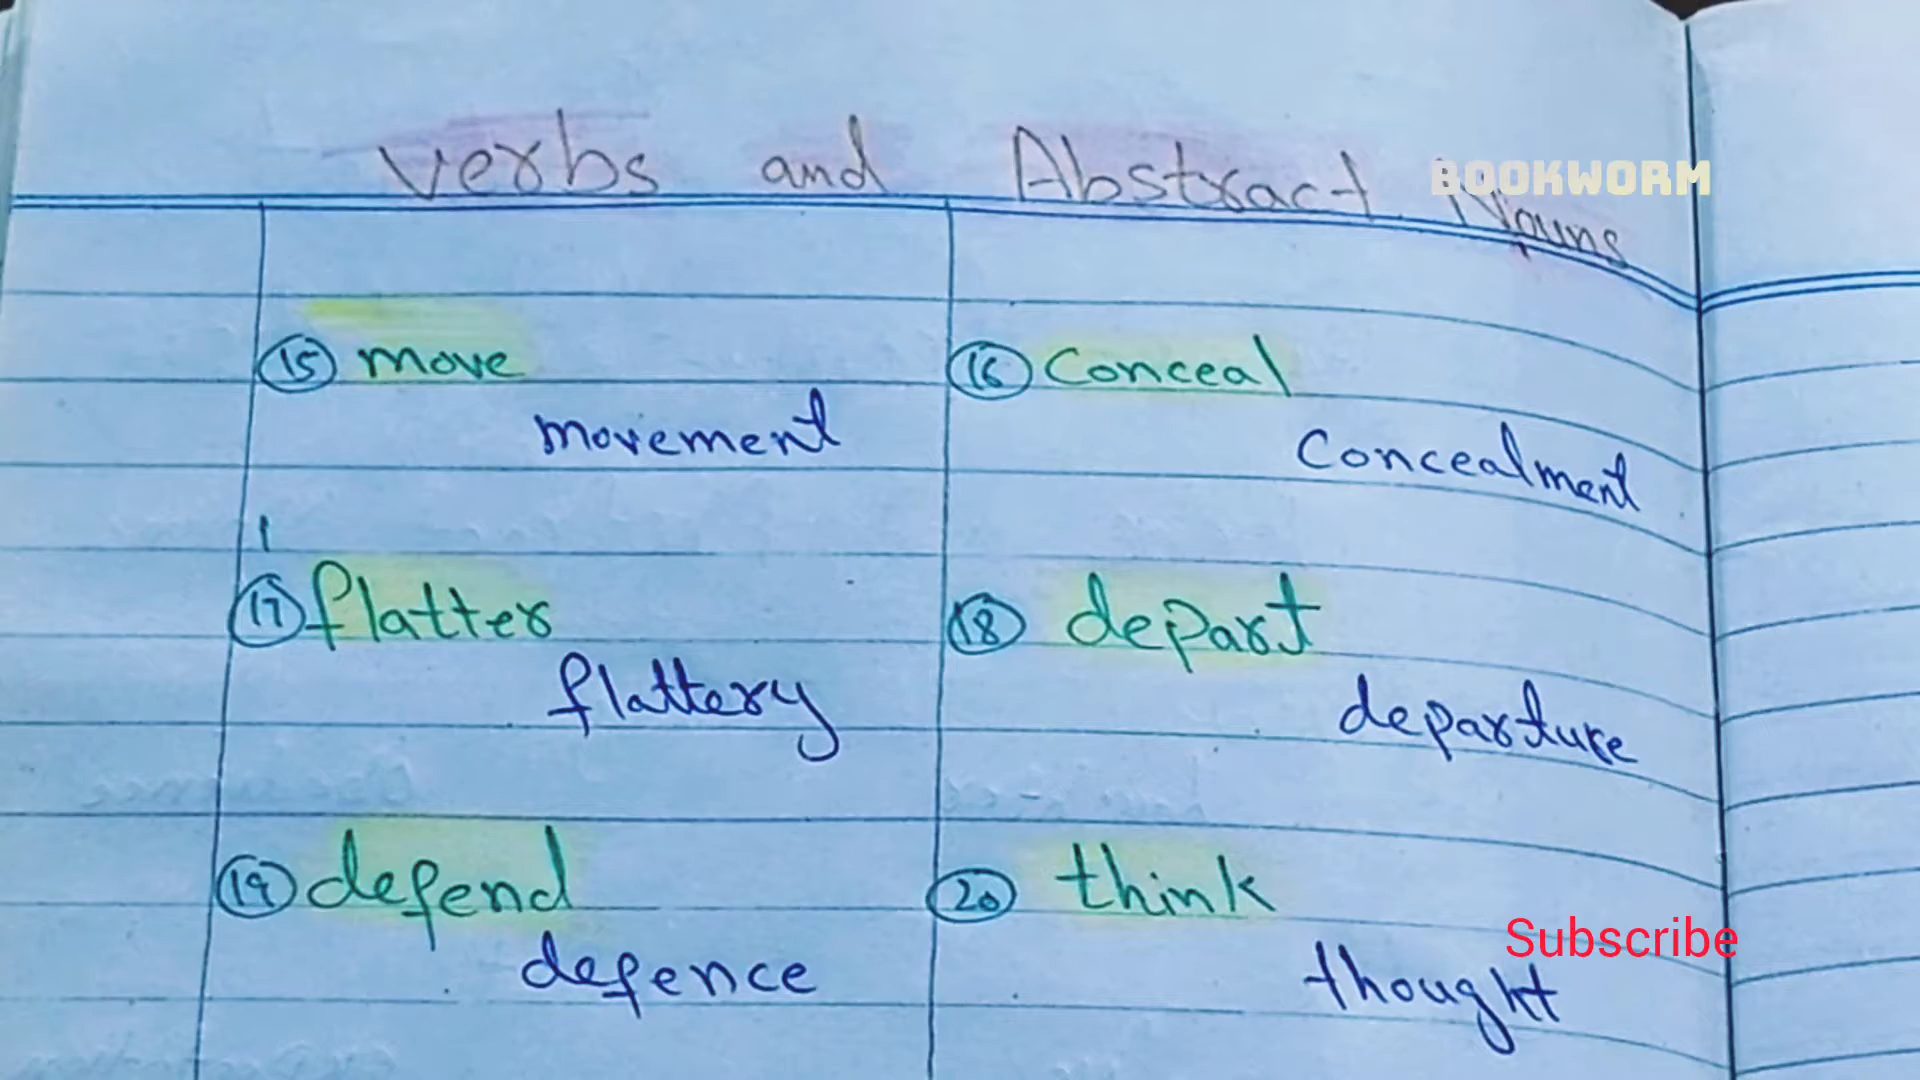 Verbs and Abstract Nouns
BOOKWORM
15 move
movement
16 Conceal
Concealment
17 flatter
flattery
18 depart
departure
19 defend
defence
20 think
thought
Subscribe